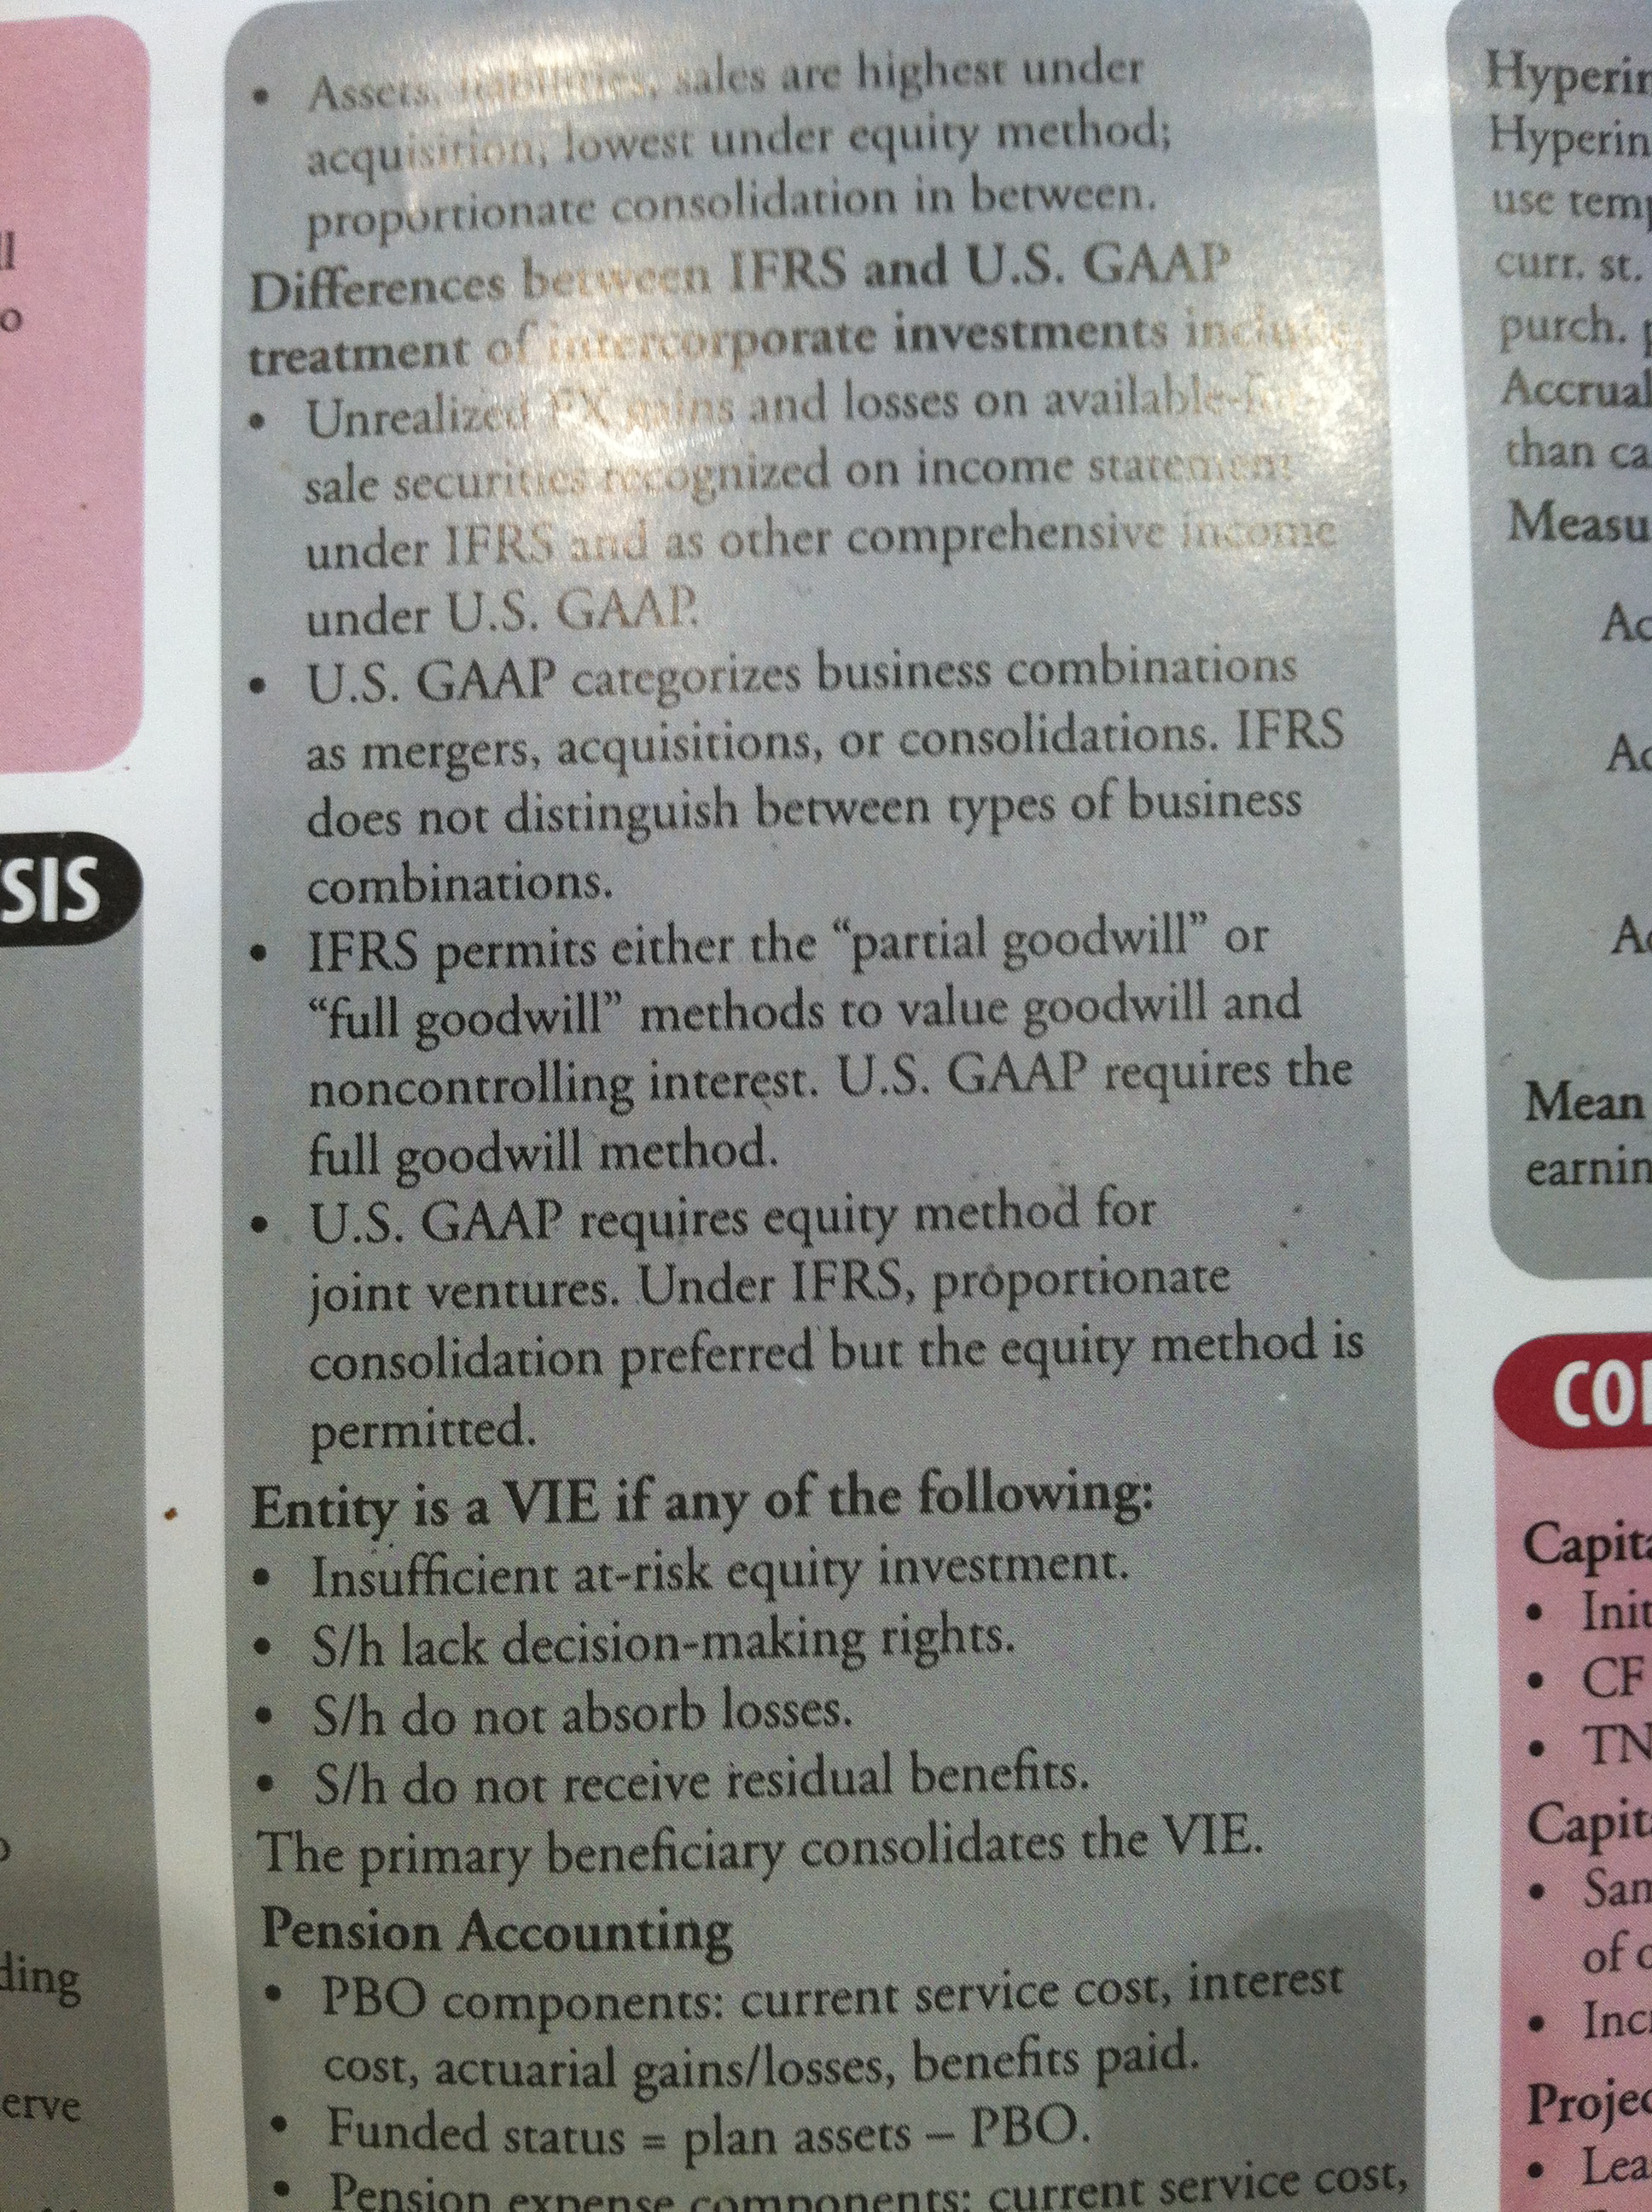 ll
o
SIS
ding
erve
• Assets, liabilities, sales are highest under
acquisition; lowest under equity method;
proportionate consolidation in between.
Differences between IFRS and U.S. GAAP
treatment of intercorporate investments include
• Unrealized FX gains and losses on available-for-
sale securities recognized on income statement
under IFRS and as other comprehensive income
under U.S. GAAP.
• U.S. GAAP categorizes business combinations
as mergers, acquisitions, or consolidations. IFRS
does not distinguish between types of business
combinations.
• IFRS permits either the “partial goodwill” or
“full goodwill” methods to value goodwill and
noncontrolling interest. U.S. GAAP requires the
full goodwill method.
• U.S. GAAP requires equity method for
joint ventures. Under IFRS, proportionate
consolidation preferred but the equity method is
permitted.
Entity is a VIE if any of the following:
• Insufficient at-risk equity investment.
• S/h lack decision-making rights.
• S/h do not absorb losses.
• S/h do not receive residual benefits.
The primary beneficiary consolidates the VIE.
Pension Accounting
• PBO components: current service cost, interest
cost, actuarial gains/losses, benefits paid.
• Funded status = plan assets – PBO.
• Pension expense components: current service cost,
Hyperin
Hyperin
use temp
curr. st.
purch. p
Accrual
than ca
Measu
Ac
Ac
Ac
Mean
earnin
COR
Capita
• Init
• CF
• TN
Capita
• Sam
of c
• Incr
Projec
• Lea